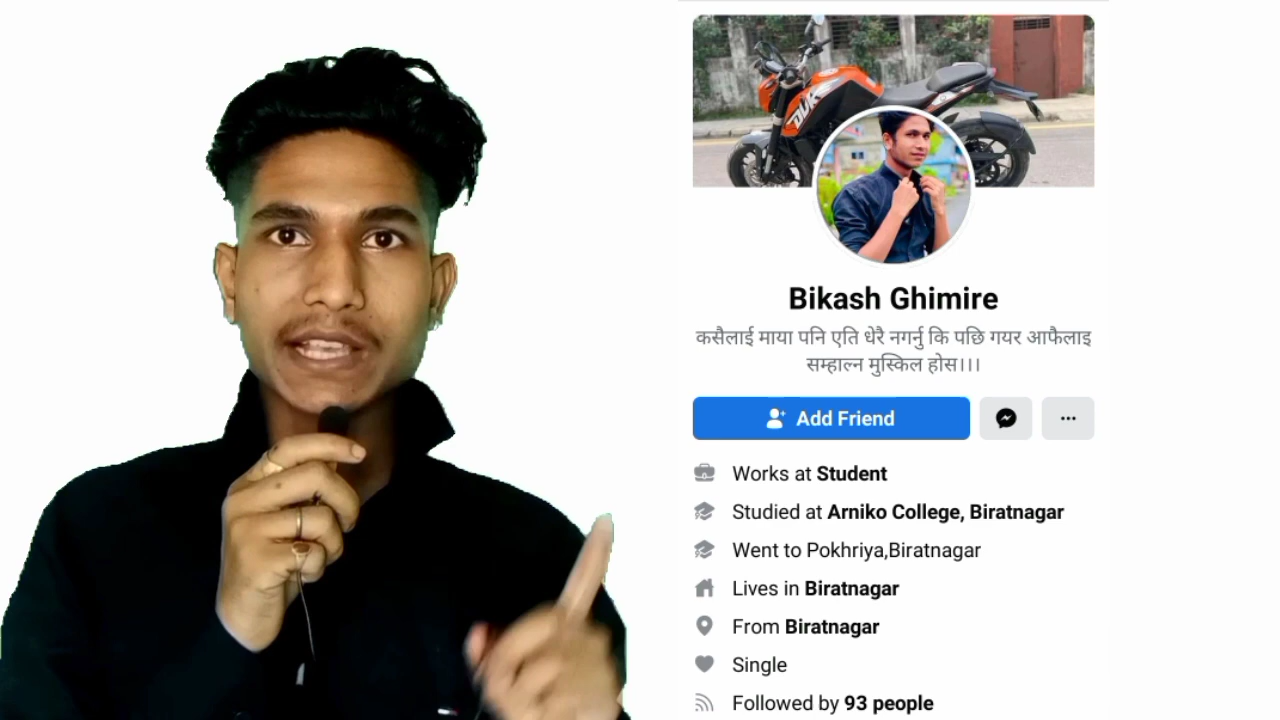 DUKE
Bikash Ghimire
कसैलाई माया पनि एति धेरै नगर्नु कि पछि गयर आफैलाइ
सम्हाल्न मुस्किल होस।।।
Add Friend
Works at Student
Studied at Arniko College, Biratnagar
Went to Pokhriya,Biratnagar
Lives in Biratnagar
From Biratnagar
Single
Followed by 93 people